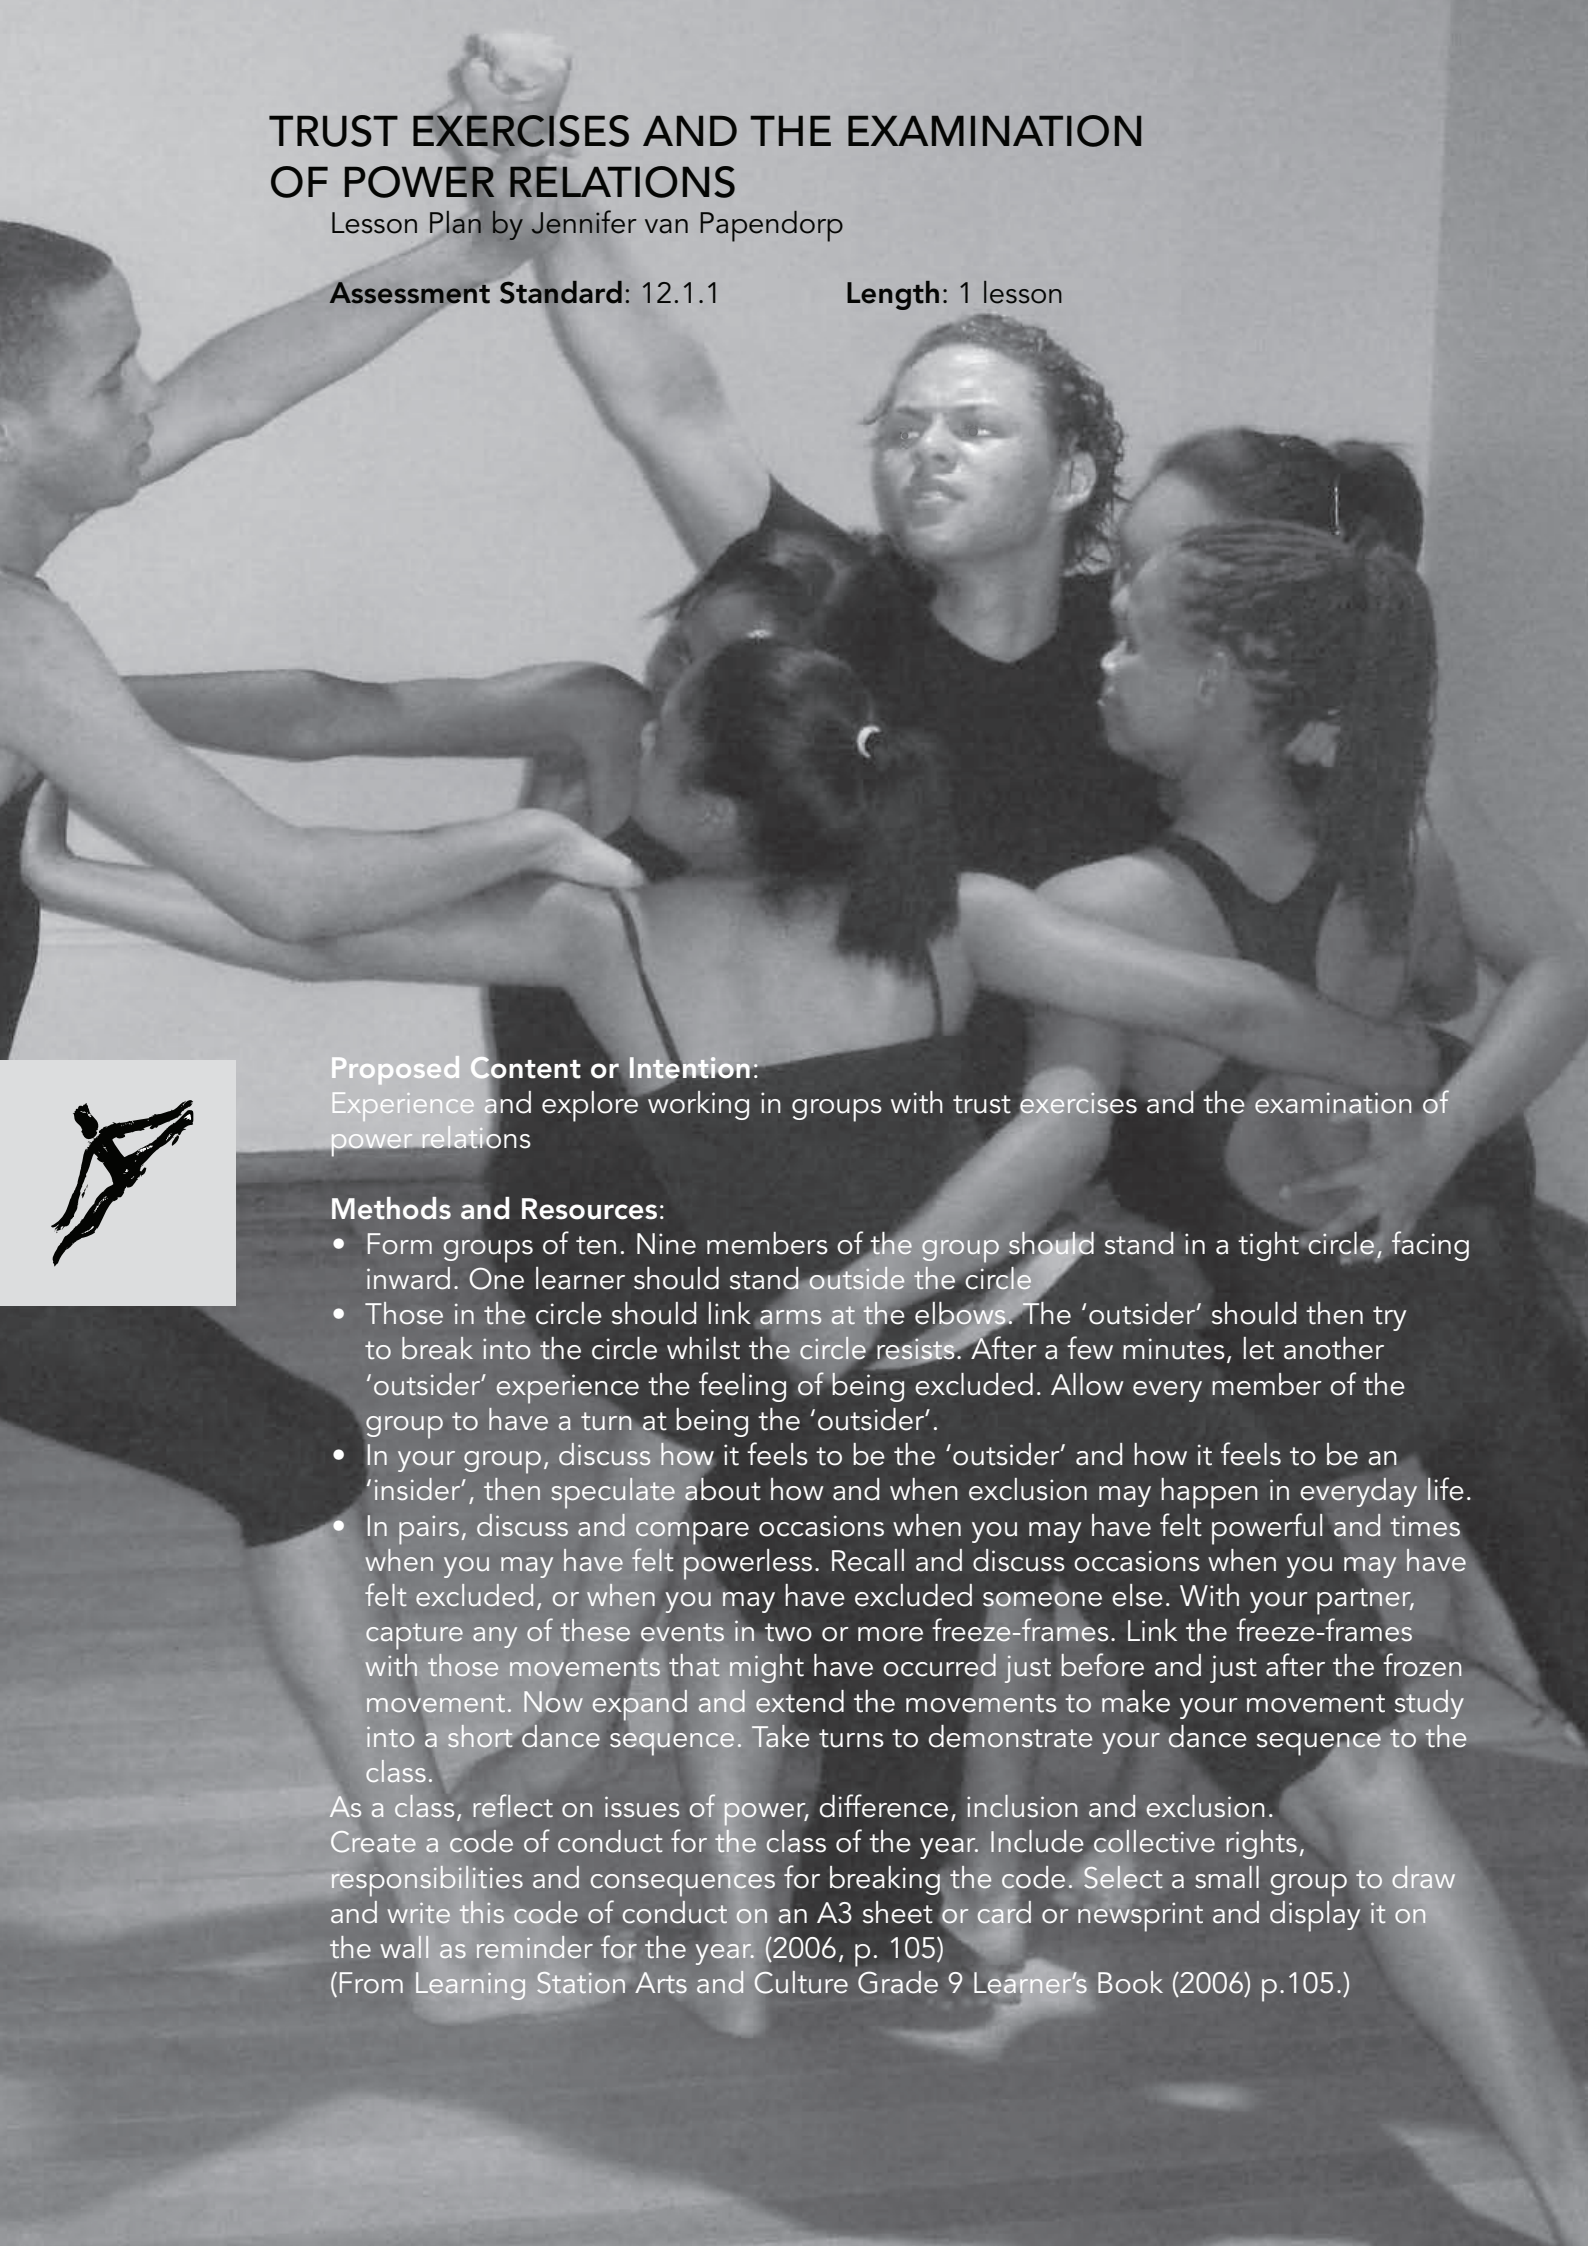 TRUST EXERCISES AND THE EXAMINATION
OF POWER RELATIONS
Lesson Plan by Jennifer van Papendorp
Assessment Standard: 12.1.1 Length: 1 lesson
Proposed Content or Intention:
Experience and explore working in groups with trust exercises and the examination of
power relations
Methods and Resources:
• Form groups of ten. Nine members of the group should stand in a tight circle, facing
inward. One learner should stand outside the circle
• Those in the circle should link arms at the elbows. The ‘outsider’ should then try
to break into the circle whilst the circle resists. After a few minutes, let another
‘outsider’ experience the feeling of being excluded. Allow every member of the
group to have a turn at being the ‘outsider’.
• In your group, discuss how it feels to be the ‘outsider’ and how it feels to be an
‘insider’, then speculate about how and when exclusion may happen in everyday life.
• In pairs, discuss and compare occasions when you may have felt powerful and times
when you may have felt powerless. Recall and discuss occasions when you may have
felt excluded, or when you may have excluded someone else. With your partner,
capture any of these events in two or more freeze-frames. Link the freeze-frames
with those movements that might have occurred just before and just after the frozen
movement. Now expand and extend the movements to make your movement study
into a short dance sequence. Take turns to demonstrate your dance sequence to the
class.
As a class, reflect on issues of power, difference, inclusion and exclusion.
Create a code of conduct for the class of the year. Include collective rights,
responsibilities and consequences for breaking the code. Select a small group to draw
and write this code of conduct on an A3 sheet or card or newsprint and display it on
the wall as reminder for the year. (2006, p. 105)
(From Learning Station Arts and Culture Grade 9 Learner’s Book (2006) p.105.)